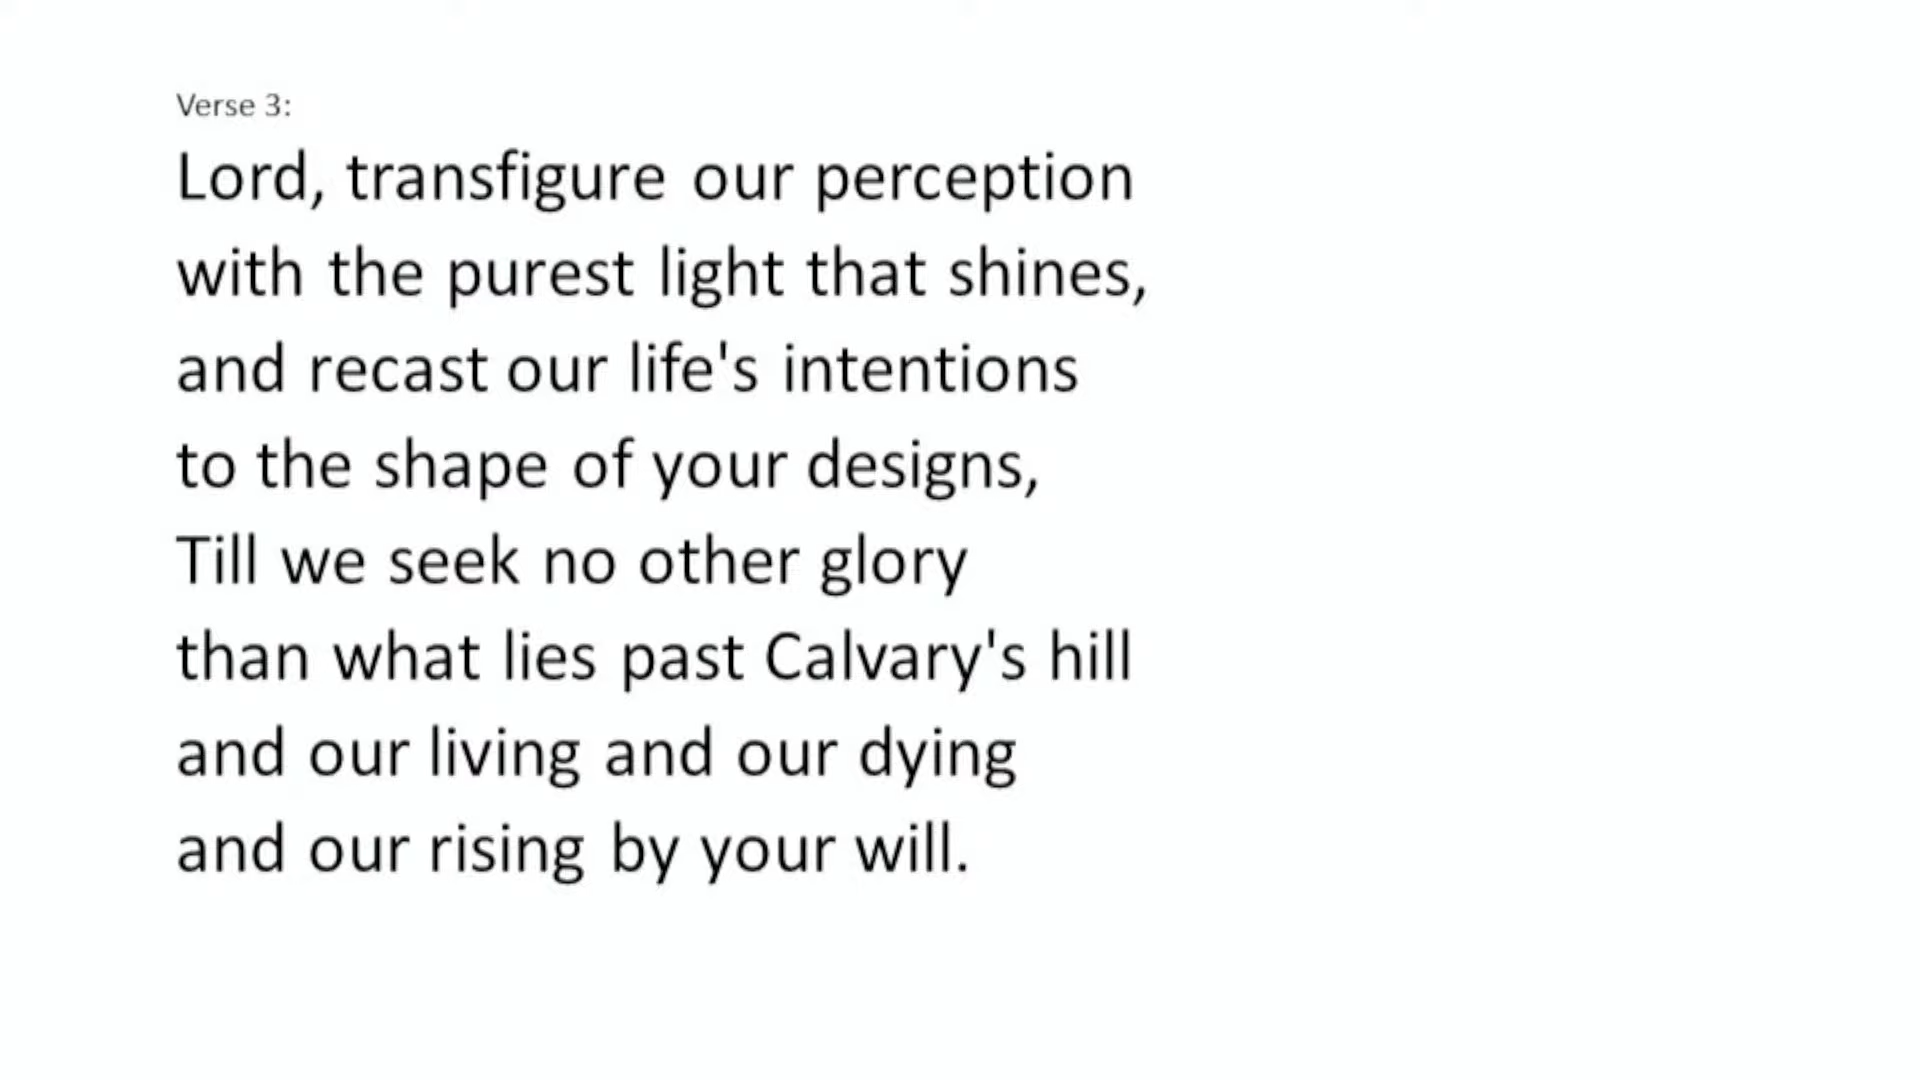 Verse 3:
Lord, transfigure our perception
with the purest light that shines,
and recast our life's intentions
to the shape of your designs,
Till we seek no other glory
than what lies past Calvary's hill
and our living and our dying
and our rising by your will.